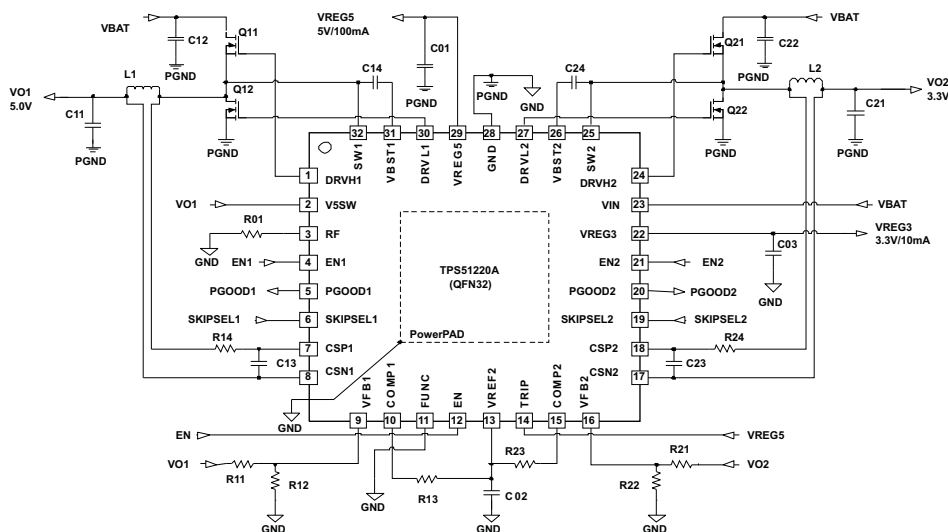 VBAT
Q11
C12
PGND
VREG5
5V/100mA
C01
PGND
C14
PGND
GND
C24
VBAT
Q21
C22
PGND
L1
VO1
5.0V
C11
PGND
Q12
PGND
L2
VO2
3.3V
C21
PGND
Q22
PGND
32
31
30
29
28
27
26
25
SW1
VBST1
DRVL1
VREG5
GND
DRVL2
VBST2
SW2
1
DRVH1
DRVH2
24
VO1
2
V5SW
VIN
23
VBAT
R01
GND
3
RF
VREG3
22
VREG3
3.3V/10mA
C03
GND
EN1
4
EN1
EN2
21
EN2
PGOOD1
5
PGOOD1
PGOOD2
20
PGOOD2
SKIPSEL1
6
SKIPSEL1
SKIPSEL2
19
SKIPSEL2
R14
7
CSP1
CSP2
18
R24
C13
8
CSN1
CSN2
17
C23
TPS51220A
(QFN32)
PowerPAD
GND
VFB1
COMP1
FUNC
EN
VREF2
TRIP
COMP2
VFB2
9
10
11
12
13
14
15
16
EN
VREG5
VO1
R11
R12
GND
GND
R13
R23
C02
GND
R21
VO2
R22
GND